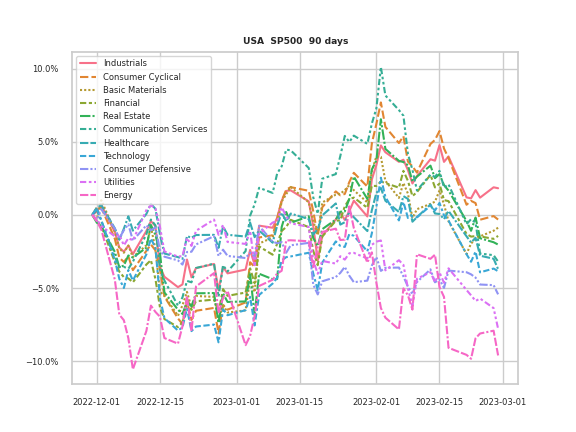 USA SP500 90 days
10.0%
5.0%
0.0%
−5.0%
−10.0%
Industrials
Consumer Cyclical
Basic Materials
Financial
Real Estate
Communication Services
Healthcare
Technology
Consumer Defensive
Utilities
Energy
2022-12-01 2022-12-15 2023-01-01 2023-01-15 2023-02-01 2023-02-15 2023-03-01